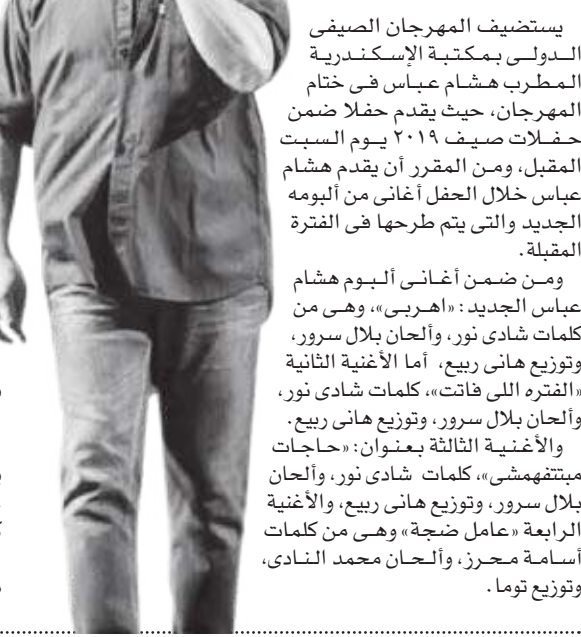 يستضيف المهرجان الصيفى
الدولى بمكتبة الإسكندرية
المطرب هشام عباس فى ختام
المهرجان، حيث يقدم حفلا ضمن
حفلات صيف ٢٠١٩ يوم السبت
المقبل، ومن المقرر أن يقدم هشام
عباس خلال الحفل أغانى من ألبومه
الجديد والتى يتم طرحها فى الفترة
المقبلة.
ومن ضمن أغانى ألبوم هشام
عباس الجديد: «اهربى»، وهى من
كلمات شادى نور، وألحان بلال سرور،
وتوزيع هانى ربيع، أما الأغنية الثانية
«الفتره اللى فاتت»، كلمات شادى نور،
وألحان بلال سرور، وتوزيع هانى ربيع.
والأغنية الثالثة بعنوان: «حاجات
مبتتفهمشى»، كلمات شادى نور، وألحان
بلال سرور، وتوزيع هانى ربيع، والأغنية
الرابعة «عامل ضجة» وهى من كلمات
أسامة محرز، وألحان محمد النادى،
وتوزيع توما.